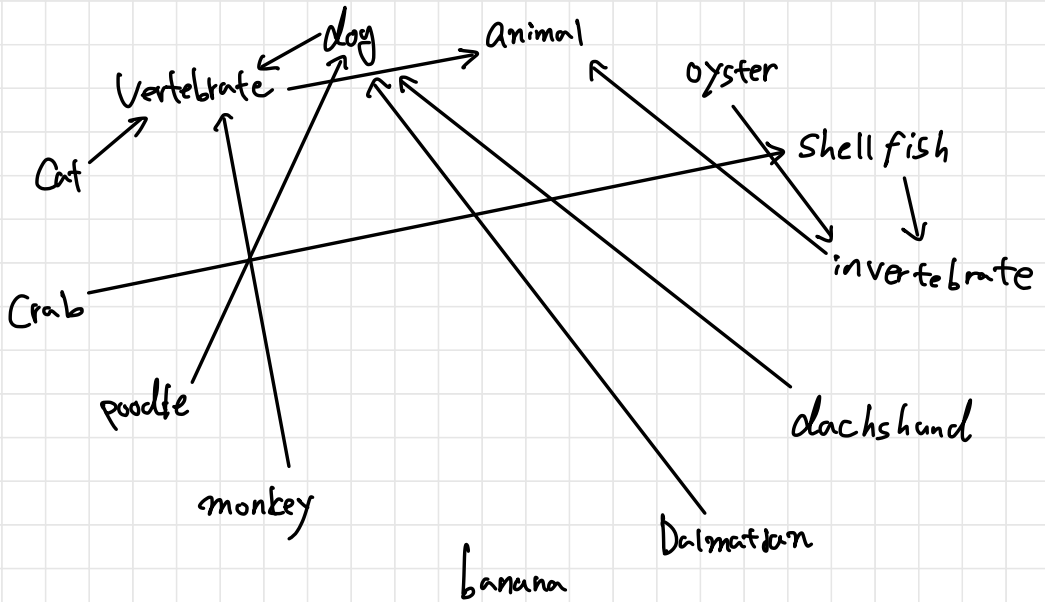 dog
animal
Vertebrate
oyster
Shell fish
Cat
invertebrate
Crab
poodle
dachshund
monkey
Dalmatian
banana